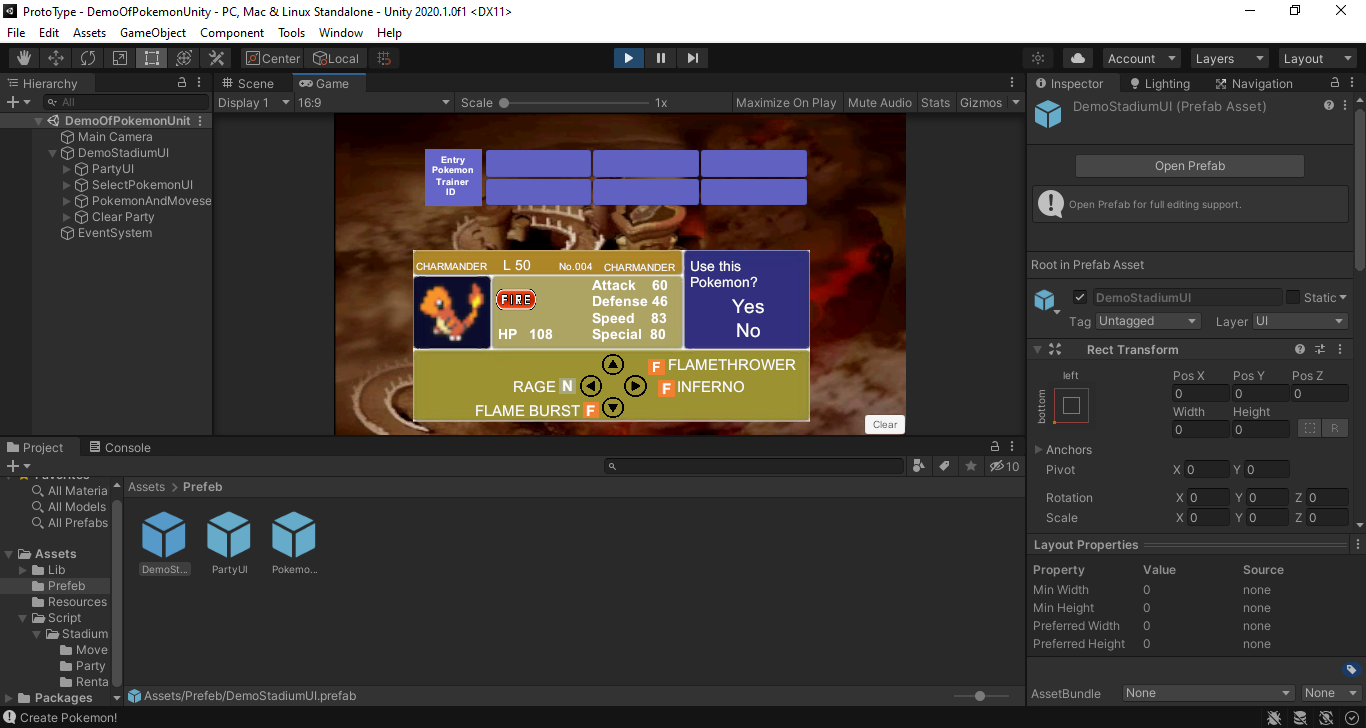 ProtoType - DemoOfPokemonUnity - PC, Mac & Linux Standalone - Unity 2020.1.0f1 <DX11>
File Edit Assets GameObject Component Tools Window Help
Center Local Account Layers Layout
Hierarchy
All
DemoOfPokemonUnit
Main Camera
DemoStadiumUI
PartyUI
SelectPokemonUI
PokemonAndMovese
Clear Party
EventSystem
Scene Game
Display 1 16:9 Scale 1x Maximize On Play Mute Audio Stats Gizmos
Entry
Pokemon
Trainer
ID
CHARMANDER L 50 No.004 CHARMANDER
FIRE
HP 108
Attack 60
Defense 46
Speed 83
Special 80
Use this
Pokemon?
Yes
No
F FLAMETHROWER
RAGE N F INFERNO
FLAME BURST F
Clear
Inspector Lighting Navigation
DemoStadiumUI (Prefab Asset)
Open Prefab
Open Prefab for full editing support.
Root in Prefab Asset
DemoStadiumUI Static
Tag Untagged Layer UI
Rect Transform
left
bottom
Pos X Pos Y Pos Z
0 0 0
Width Height
0 0 R
Anchors
Pivot X 0 Y 0
Rotation X 0 Y 0 Z 0
Scale X 0 Y 0 Z 0
Layout Properties
Property Value Source
Min Width 0 none
Min Height 0 none
Preferred Width 0 none
Preferred Height 0 none
AssetBundle None None
Project Console
10
Favorites
All Materia
All Models
All Prefabs
Assets
Lib
Prefeb
Resources
Script
Stadium
Move
Party
Renta
Packages
Assets > Prefeb
DemoSt... PartyUI Pokemo...
Assets/Prefeb/DemoStadiumUI.prefab
Create Pokemon!